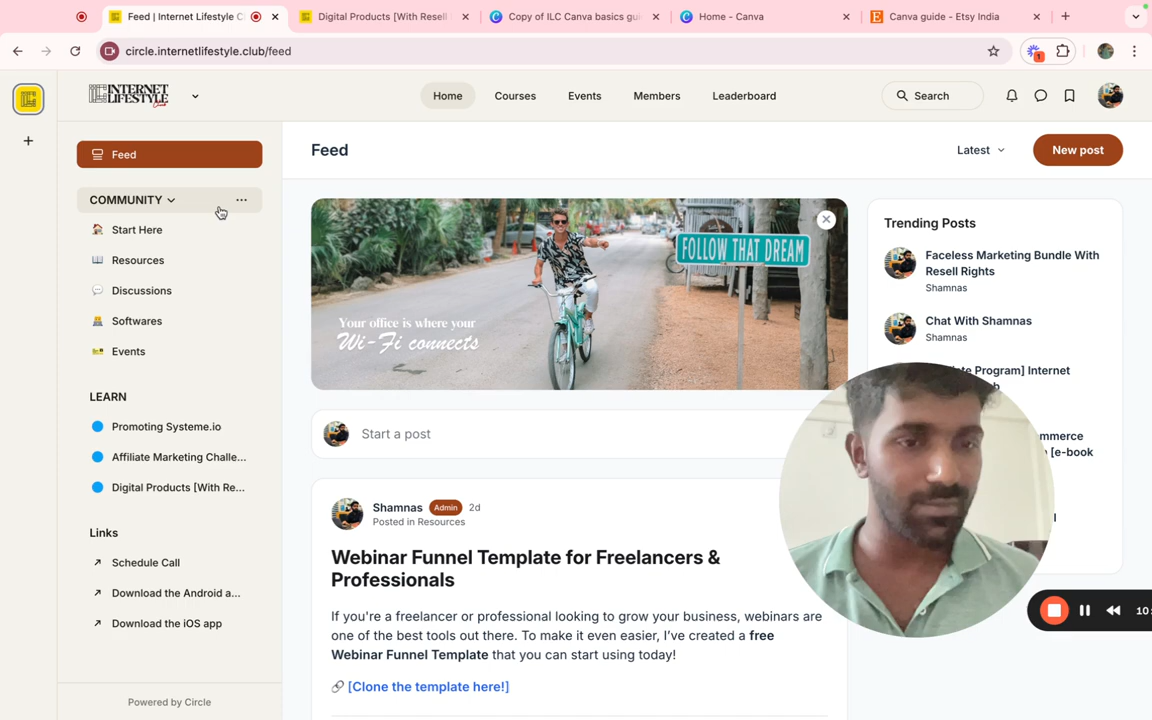 Feed | Internet Lifestyle C
Digital Products [With Resell
Copy of ILC Canva basics gui
Home - Canva
Canva guide - Etsy India
circle.internetlifestyle.club/feed
1
INTERNET
LIFESTYLE
Club
Home
Courses
Events
Members
Leaderboard
Search
Feed
COMMUNITY
Start Here
Resources
Discussions
Softwares
Events
LEARN
Promoting Systeme.io
Affiliate Marketing Challe...
Digital Products [With Re...
Links
Schedule Call
Download the Android a...
Download the iOS app
Powered by Circle
Feed
Latest
New post
FOLLOW THAT DREAM
Your office is where your
Wi-Fi connects
Start a post
Shamnas Admin 2d
Posted in Resources
Webinar Funnel Template for Freelancers &
Professionals
If you're a freelancer or professional looking to grow your business, webinars are
one of the best tools out there. To make it even easier, I've created a free
Webinar Funnel Template that you can start using today!
[Clone the template here!]
Trending Posts
Faceless Marketing Bundle With
Resell Rights
Shamnas
Chat With Shamnas
Shamnas
Program] Internet
mmerce
[e-book
10: